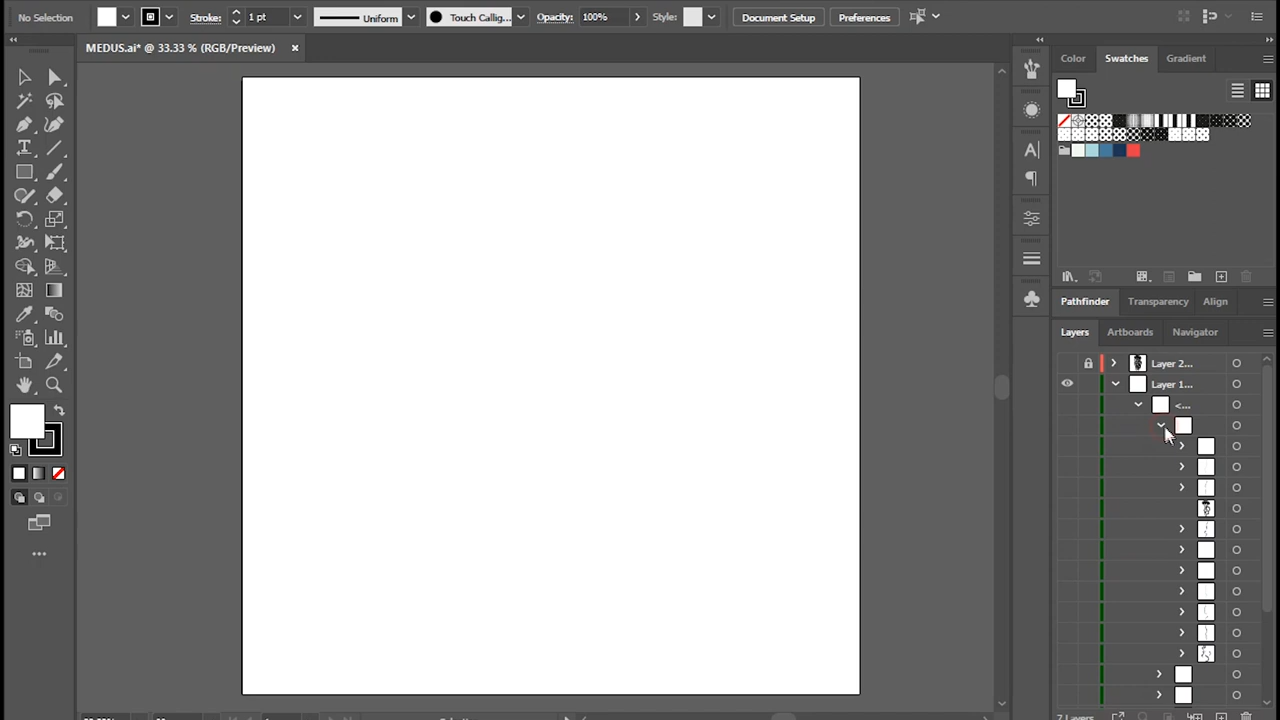 No Selection Stroke: 1 pt Uniform Touch Callig... Opacity: 100% Style: Document Setup Preferences
MEDUS.ai* @ 33.33 % (RGB/Preview)
Color Swatches Gradient
Pathfinder Transparency Align
Layers Artboards Navigator
Layer 2...
Layer 1...
<...
7 Layers